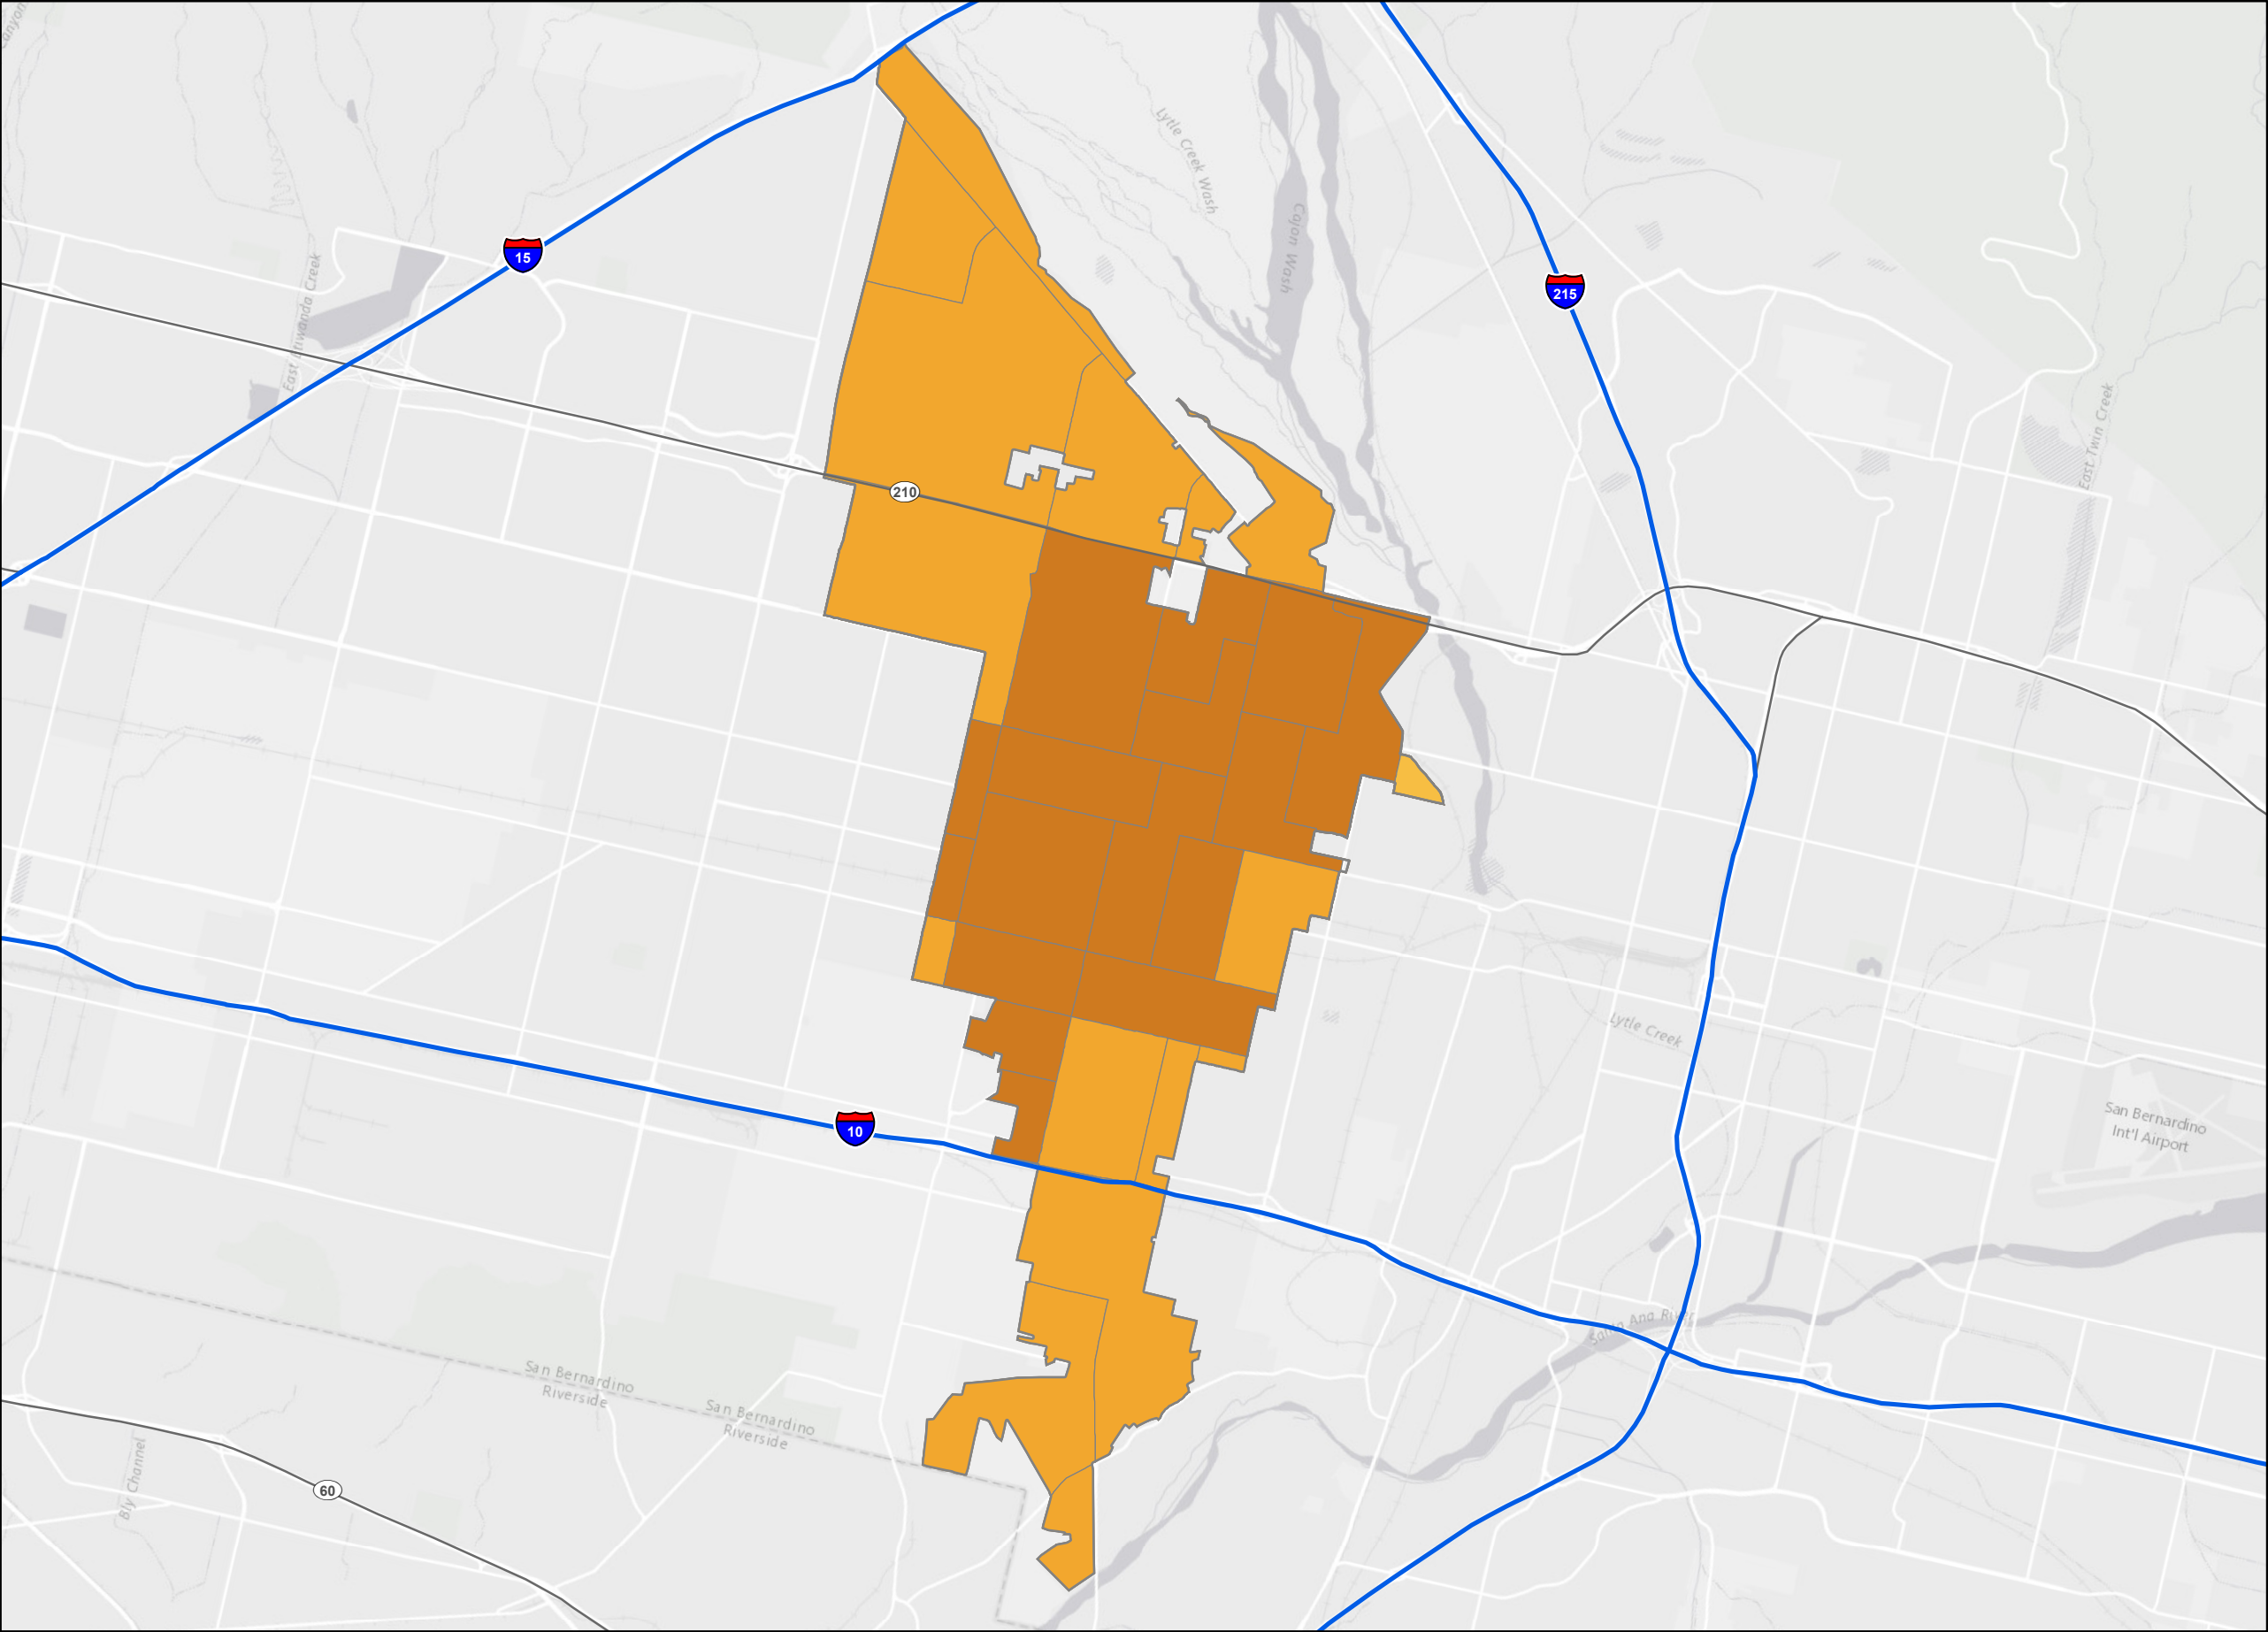 Canyon
Lytle Creek Wash
Cajon Wash
15
215
East Etiwanda Creek
210
East Twin Creek
Lytle Creek
San Bernardino
Int'l Airport
10
Santa Ana River
San Bernardino
Riverside
San Bernardino
Riverside
Bly Channel
60